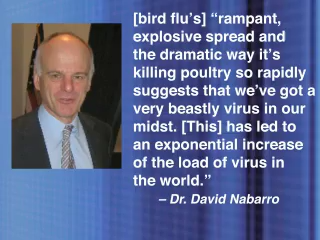 [bird flu's] “rampant,
explosive spread and
the dramatic way it's
killing poultry so rapidly
suggests that we've got a
very beastly virus in our
midst. [This] has led to
an exponential increase
of the load of virus in
the world.”
– Dr. David Nabarro